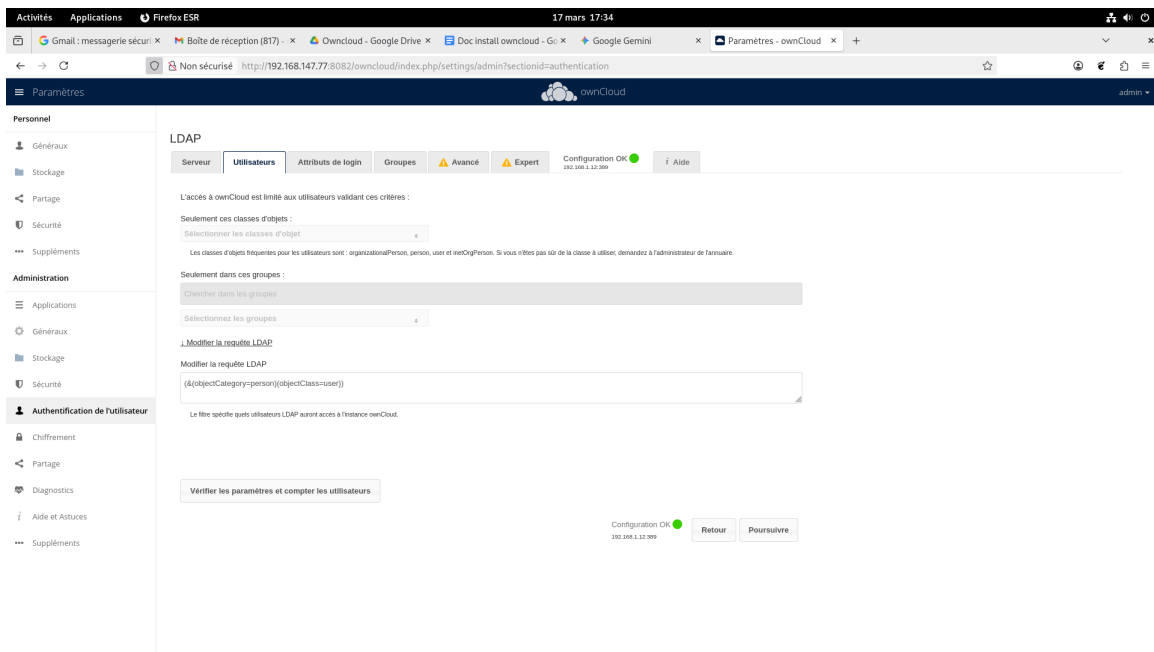 Activités Applications Firefox ESR 17 mars 17:34
Gmail : messagerie sécuri × Boîte de réception (817) - × Owncloud - Google Drive × Doc install owncloud - Go × Google Gemini × Paramètres - ownCloud × +
Non sécurisé http://192.168.147.77:8082/owncloud/index.php/settings/admin?sectionid=authentication
Paramètres ownCloud admin
Personnel
Généraux
Stockage
Partage
Sécurité
Suppléments
Administration
Applications
Généraux
Stockage
Sécurité
Authentification de l'utilisateur
Chiffrement
Partage
Diagnostics
Aide et Astuces
Suppléments
LDAP
Serveur Utilisateurs Attributs de login Groupes Avancé Expert Configuration OK i Aide
192.168.1.12:389
L'accès à ownCloud est limité aux utilisateurs validant ces critères :
Seulement ces classes d'objets :
Sélectionner les classes d'objet
Les classes d'objets fréquentes pour les utilisateurs sont : organizationalPerson, person, user et inetOrgPerson. Si vous n'êtes pas sûr de la classe à utiliser, demandez à l'administrateur de l'annuaire.
Seulement dans ces groupes :
Chercher dans les groupes
Sélectionnez les groupes
↓ Modifier la requête LDAP
Modifier la requête LDAP
(&(objectCategory=person)(objectClass=user))
Le filtre spécifie quels utilisateurs LDAP auront accès à l'instance ownCloud.
Vérifier les paramètres et compter les utilisateurs
Configuration OK Retour Poursuivre
192.168.1.12:389